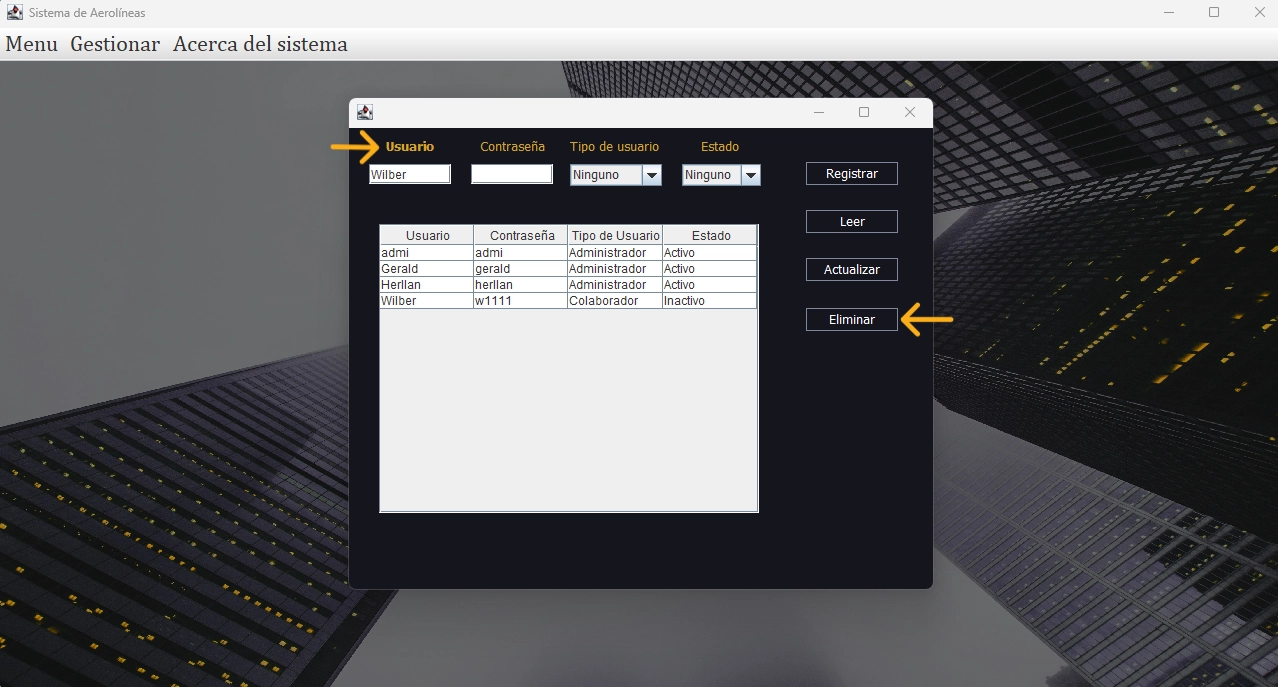 Sistema de Aerolíneas
Menu Gestionar Acerca del sistema
Usuario Contraseña Tipo de usuario Estado
Wilber Ninguno Ninguno
Registrar
Leer
Actualizar
Eliminar
Usuario Contraseña Tipo de Usuario Estado
admi admi Administrador Activo
Gerald gerald Administrador Activo
Herllan herllan Administrador Activo
Wilber w1111 Colaborador Inactivo